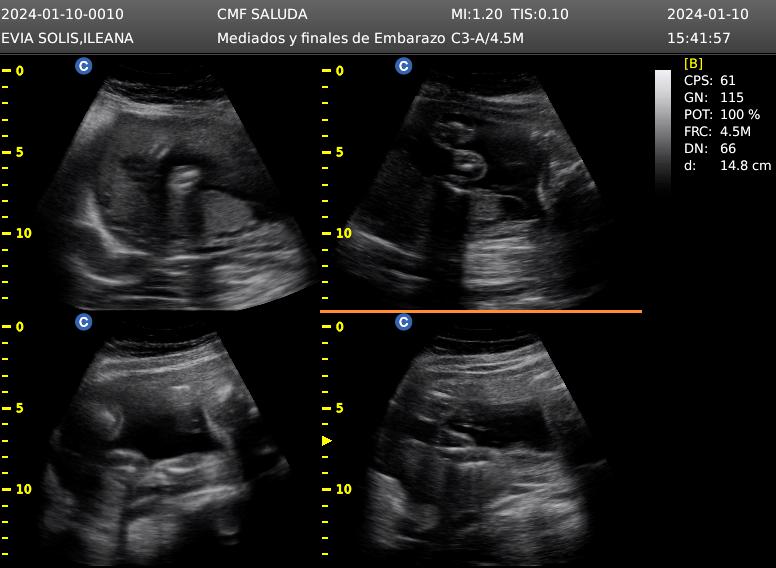 2024-01-10-0010 CMF SALUDA MI:1.20 TIS:0.10 2024-01-10
EVIA SOLIS,ILEANA Mediados y finales de Embarazo C3-A/4.5M 15:41:57
C
C
[B]
CPS: 61
GN: 115
POT: 100 %
FRC: 4.5M
DN: 66
d: 14.8 cm
0
5
10
0
5
10
C
C
0
5
10
0
5
10